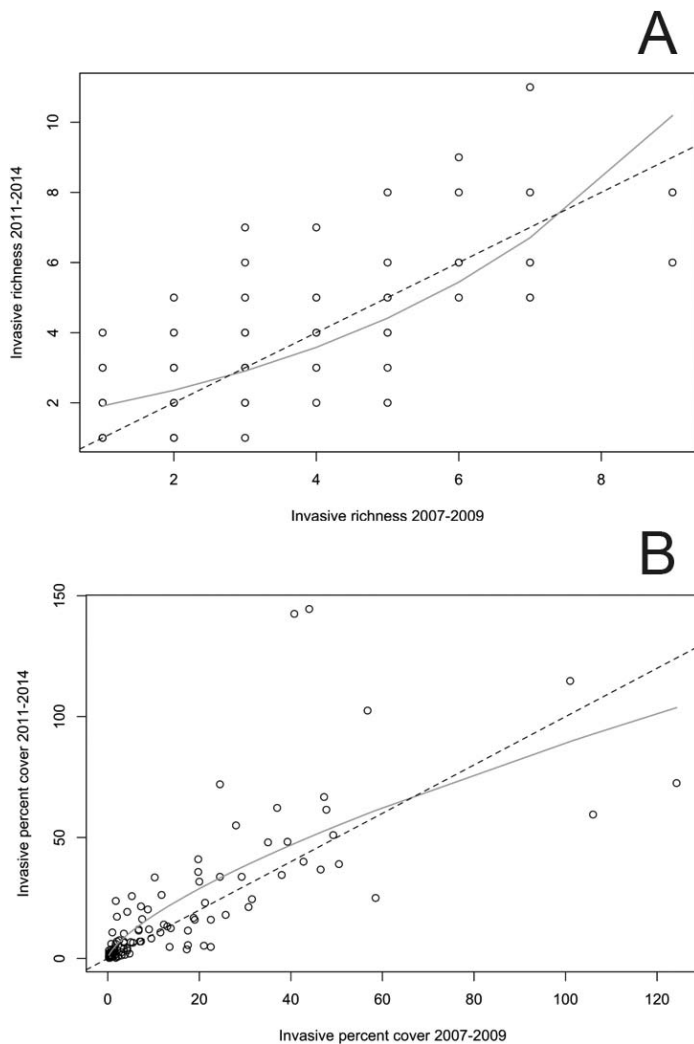 A
10
8
6
4
2
Invasive richness 2011-2014
2 4 6 8
Invasive richness 2007-2009
B
150
100
50
0
Invasive percent cover 2011-2014
0 20 40 60 80 100 120
Invasive percent cover 2007-2009